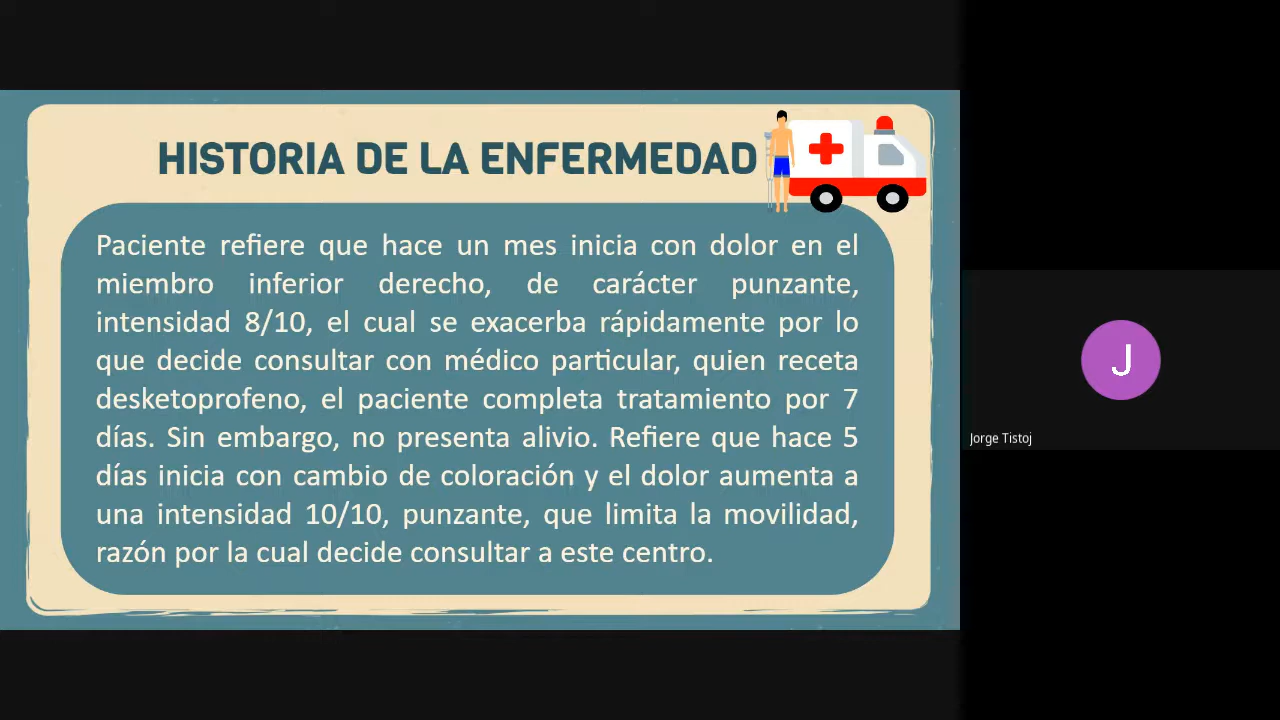 HISTORIA DE LA ENFERMEDAD
Paciente refiere que hace un mes inicia con dolor en el
miembro inferior derecho, de carácter punzante,
intensidad 8/10, el cual se exacerba rápidamente por lo
que decide consultar con médico particular, quien receta
desketoprofeno, el paciente completa tratamiento por 7
días. Sin embargo, no presenta alivio. Refiere que hace 5
días inicia con cambio de coloración y el dolor aumenta a
una intensidad 10/10, punzante, que limita la movilidad,
razón por la cual decide consultar a este centro.
J
Jorge Tistoj